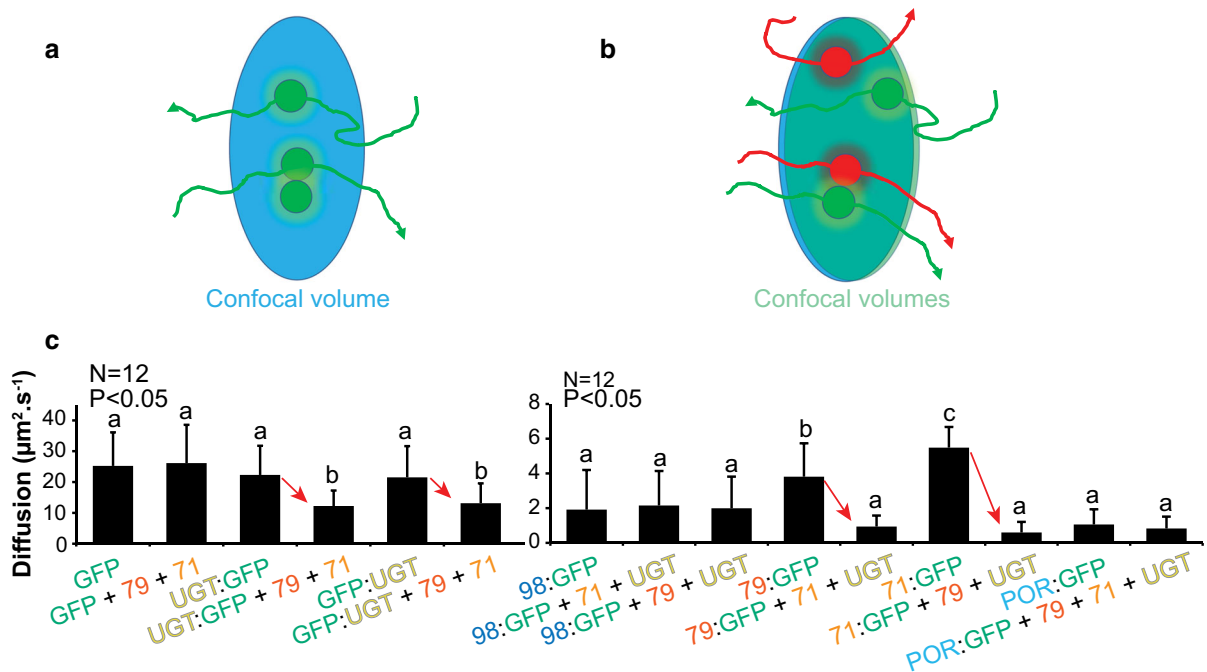 a
b
Confocal volume
Confocal volumes
c
Diffusion (µm².s⁻¹)
N=12
P<0.05
40
30
20
10
0
a
a
a
b
a
b
GFP
GFP + 79 + 71
UGT:GFP
UGT:GFP + 79 + 71
GFP:UGT
GFP:UGT + 79 + 71
N=12
P<0.05
8
6
4
2
0
a
a
a
b
a
c
a
a
a
98:GFP
98:GFP + 71 + UGT
98:GFP + 79 + UGT
79:GFP
79:GFP + 71 + UGT
71:GFP
71:GFP + 79 + UGT
POR:GFP
POR:GFP + 79 + 71 + UGT